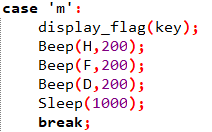 case 'm':
display_flag(key);
Beep(H,200);
Beep(F,200);
Beep(D,200);
Sleep(1000);
break;